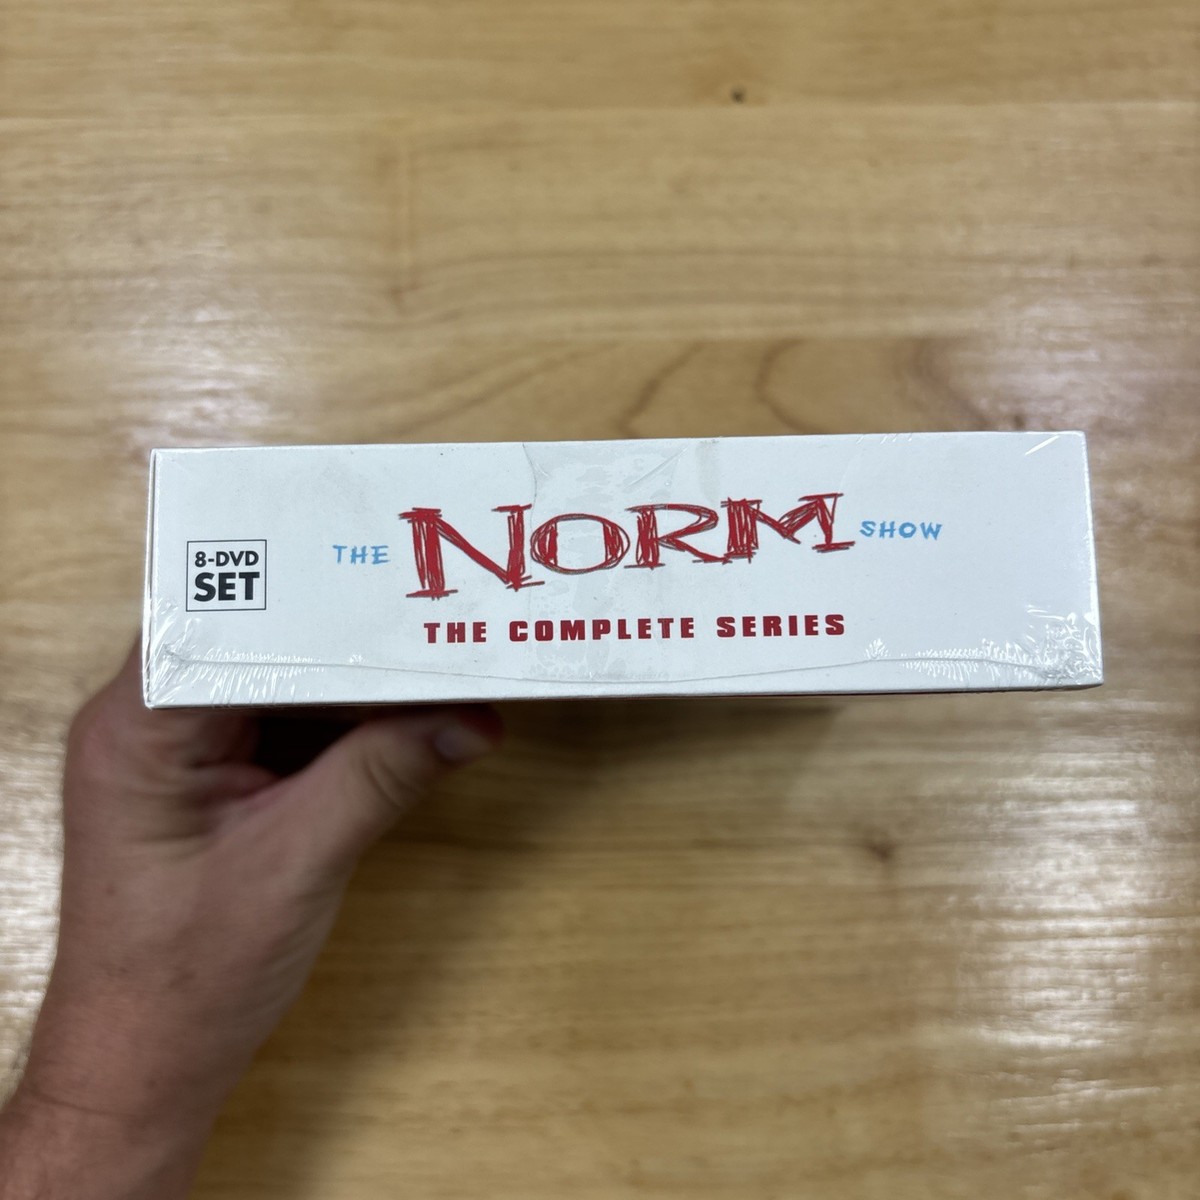 THE NORM SHOW
THE COMPLETE SERIES
8-DVD
SET